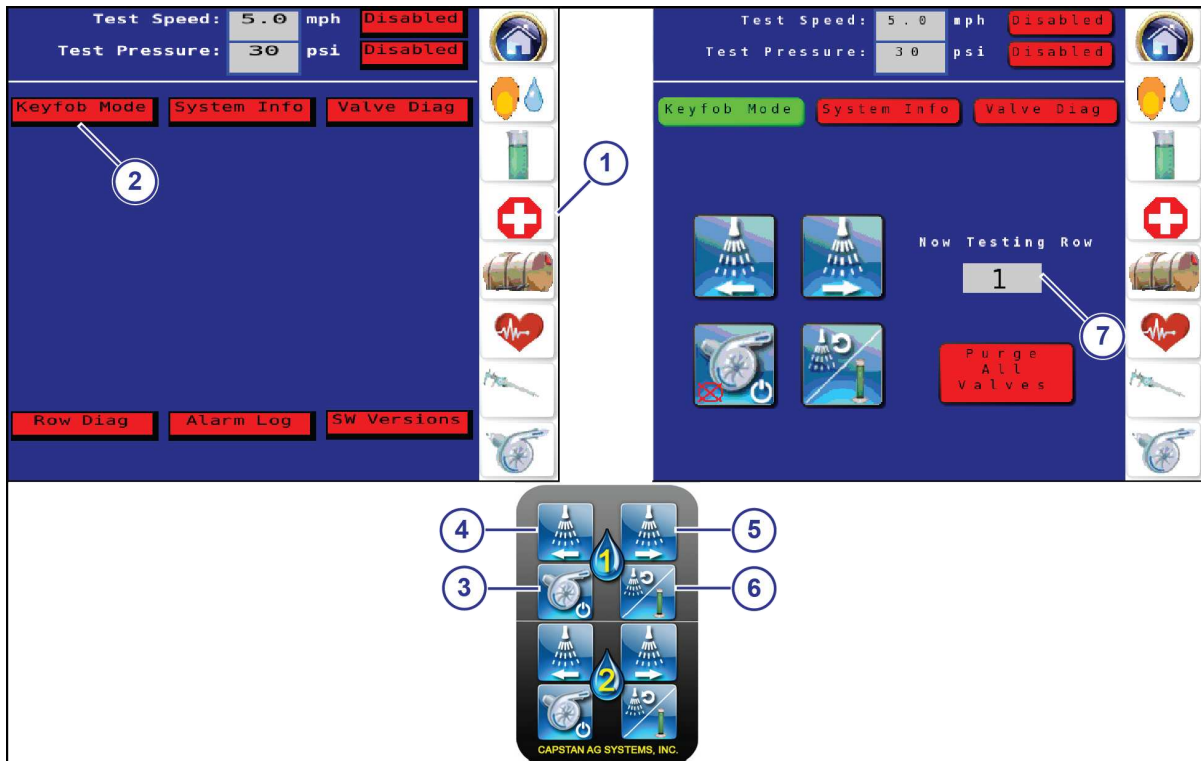 Test Speed: 5.0 mph Disabled
Test Pressure: 30 psi Disabled
Keyfob Mode System Info Valve Diag
2
Row Diag Alarm Log SW Versions
1
Test Speed: 5.0 mph Disabled
Test Pressure: 30 psi Disabled
Keyfob Mode System Info Valve Diag
Now Testing Row
1
7
Purge
All
Valves
4
5
1
3
6
2
CAPSTAN AG SYSTEMS, INC.